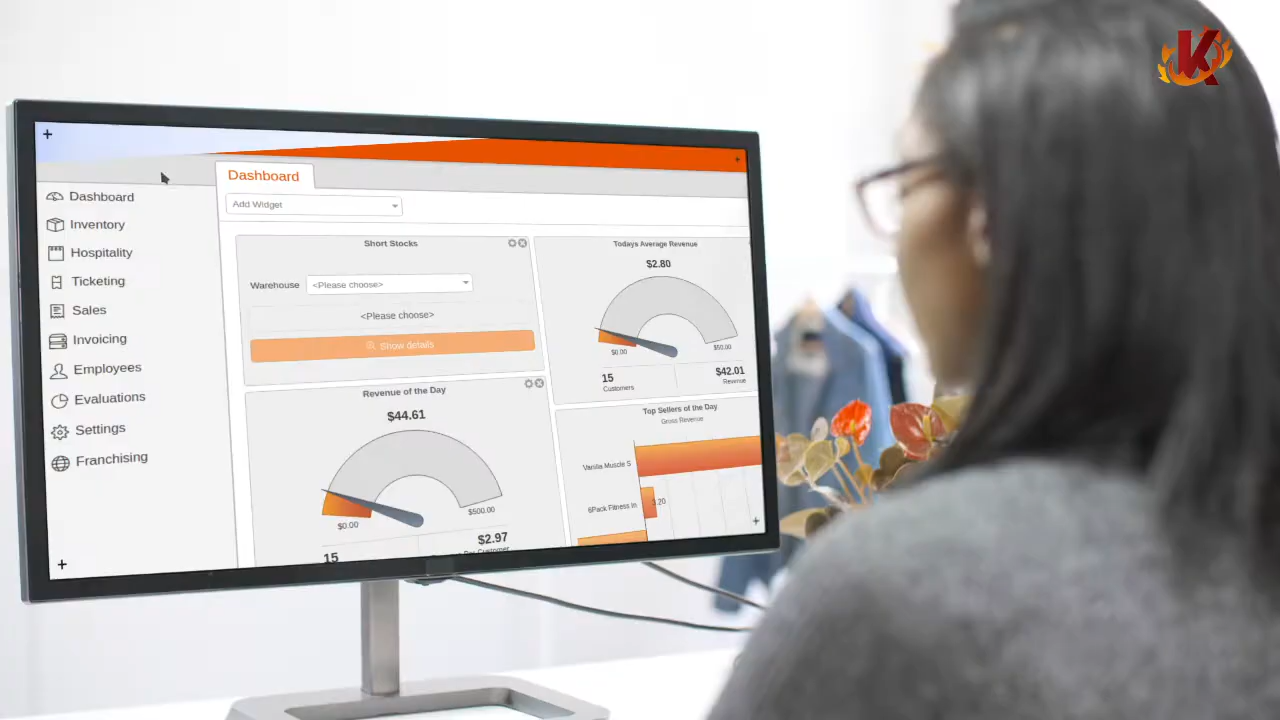 K
Dashboard
Add Widget
Dashboard
Inventory
Hospitality
Ticketing
Sales
Invoicing
Employees
Evaluations
Settings
Franchising
Short Stocks
Warehouse
<Please choose>
<Please choose>
Show details
Todays Average Revenue
$2.80
$0.00
$50.00
15
$42.01
Customers
Revenue
Revenue of the Day
$44.61
$0.00
$500.00
15
$2.97
Customer
Top Sellers of the Day
Gross Revenue
Vanilla Muscle S
6Pack Fitness In
3.20